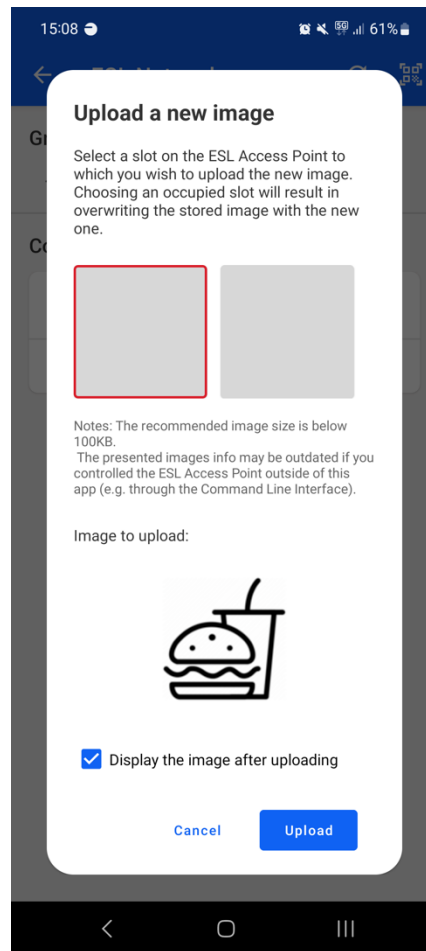 15:08
61%
Gr
Upload a new image
Select a slot on the ESL Access Point to
which you wish to upload the new image.
Choosing an occupied slot will result in
overwriting the stored image with the new
one.
Co
Notes: The recommended image size is below
100KB.
The presented images info may be outdated if you
controlled the ESL Access Point outside of this
app (e.g. through the Command Line Interface).
Image to upload:
Display the image after uploading
Cancel
Upload